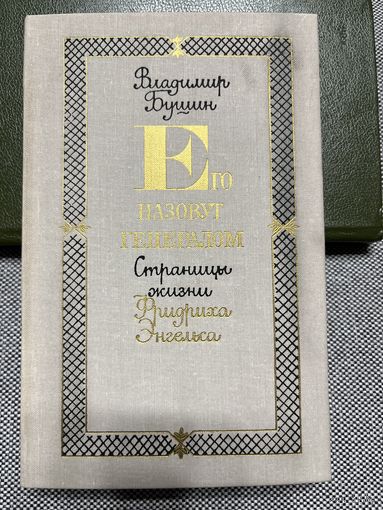 Владимир
Бушин
Его
НАЗОВУТ
ГЕНЕРАЛОМ
Страницы
жизни
Фридриха
Энгельса